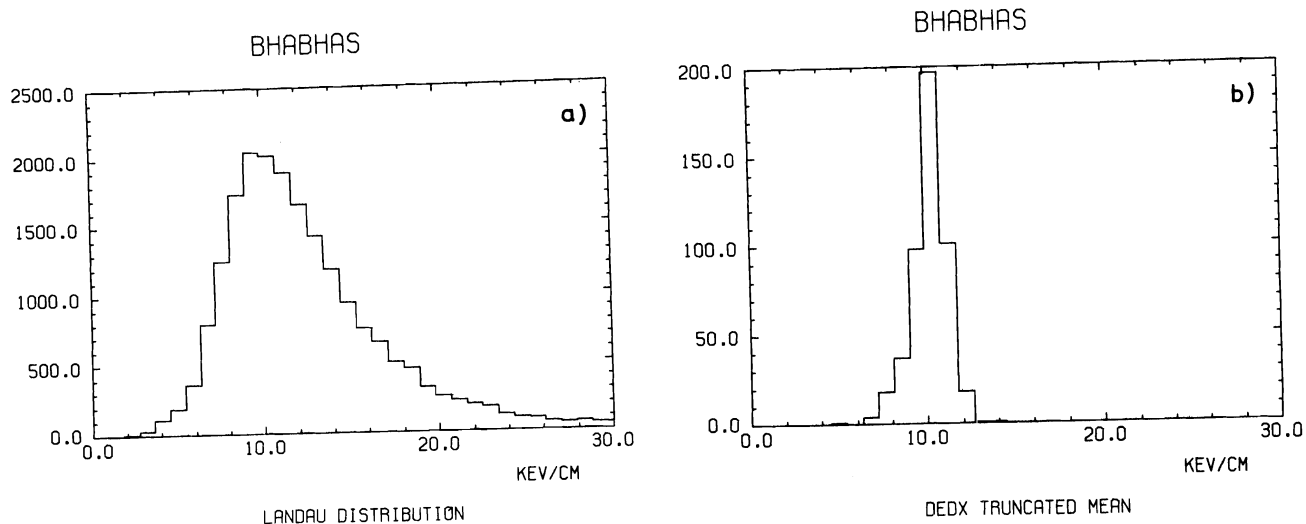 BHABHAS
a)
2500.0
2000.0
1500.0
1000.0
500.0
0.0
0.0
10.0
20.0
30.0
KEV/CM
LANDAU DISTRIBUTION
BHABHAS
b)
200.0
150.0
100.0
50.0
0.0
0.0
10.0
20.0
30.0
KEV/CM
DEDX TRUNCATED MEAN